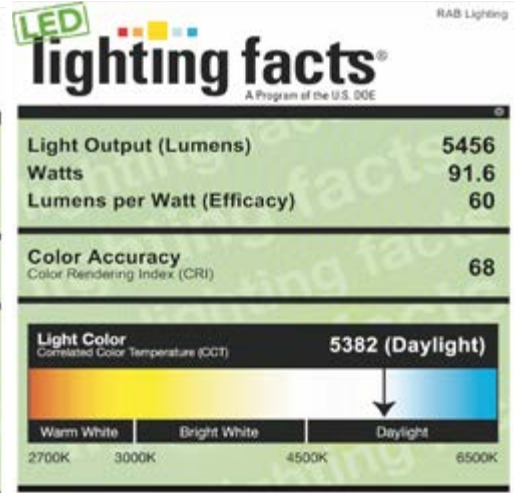 RAB Lighting
LED
lighting facts®
A Program of the U.S. DOE
Light Output (Lumens) 5456
Watts 91.6
Lumens per Watt (Efficacy) 60
Color Accuracy
Color Rendering Index (CRI) 68
Light Color
Correlated Color Temperature (CCT) 5382 (Daylight)
Warm White Bright White Daylight
2700K 3000K 4500K 6500K